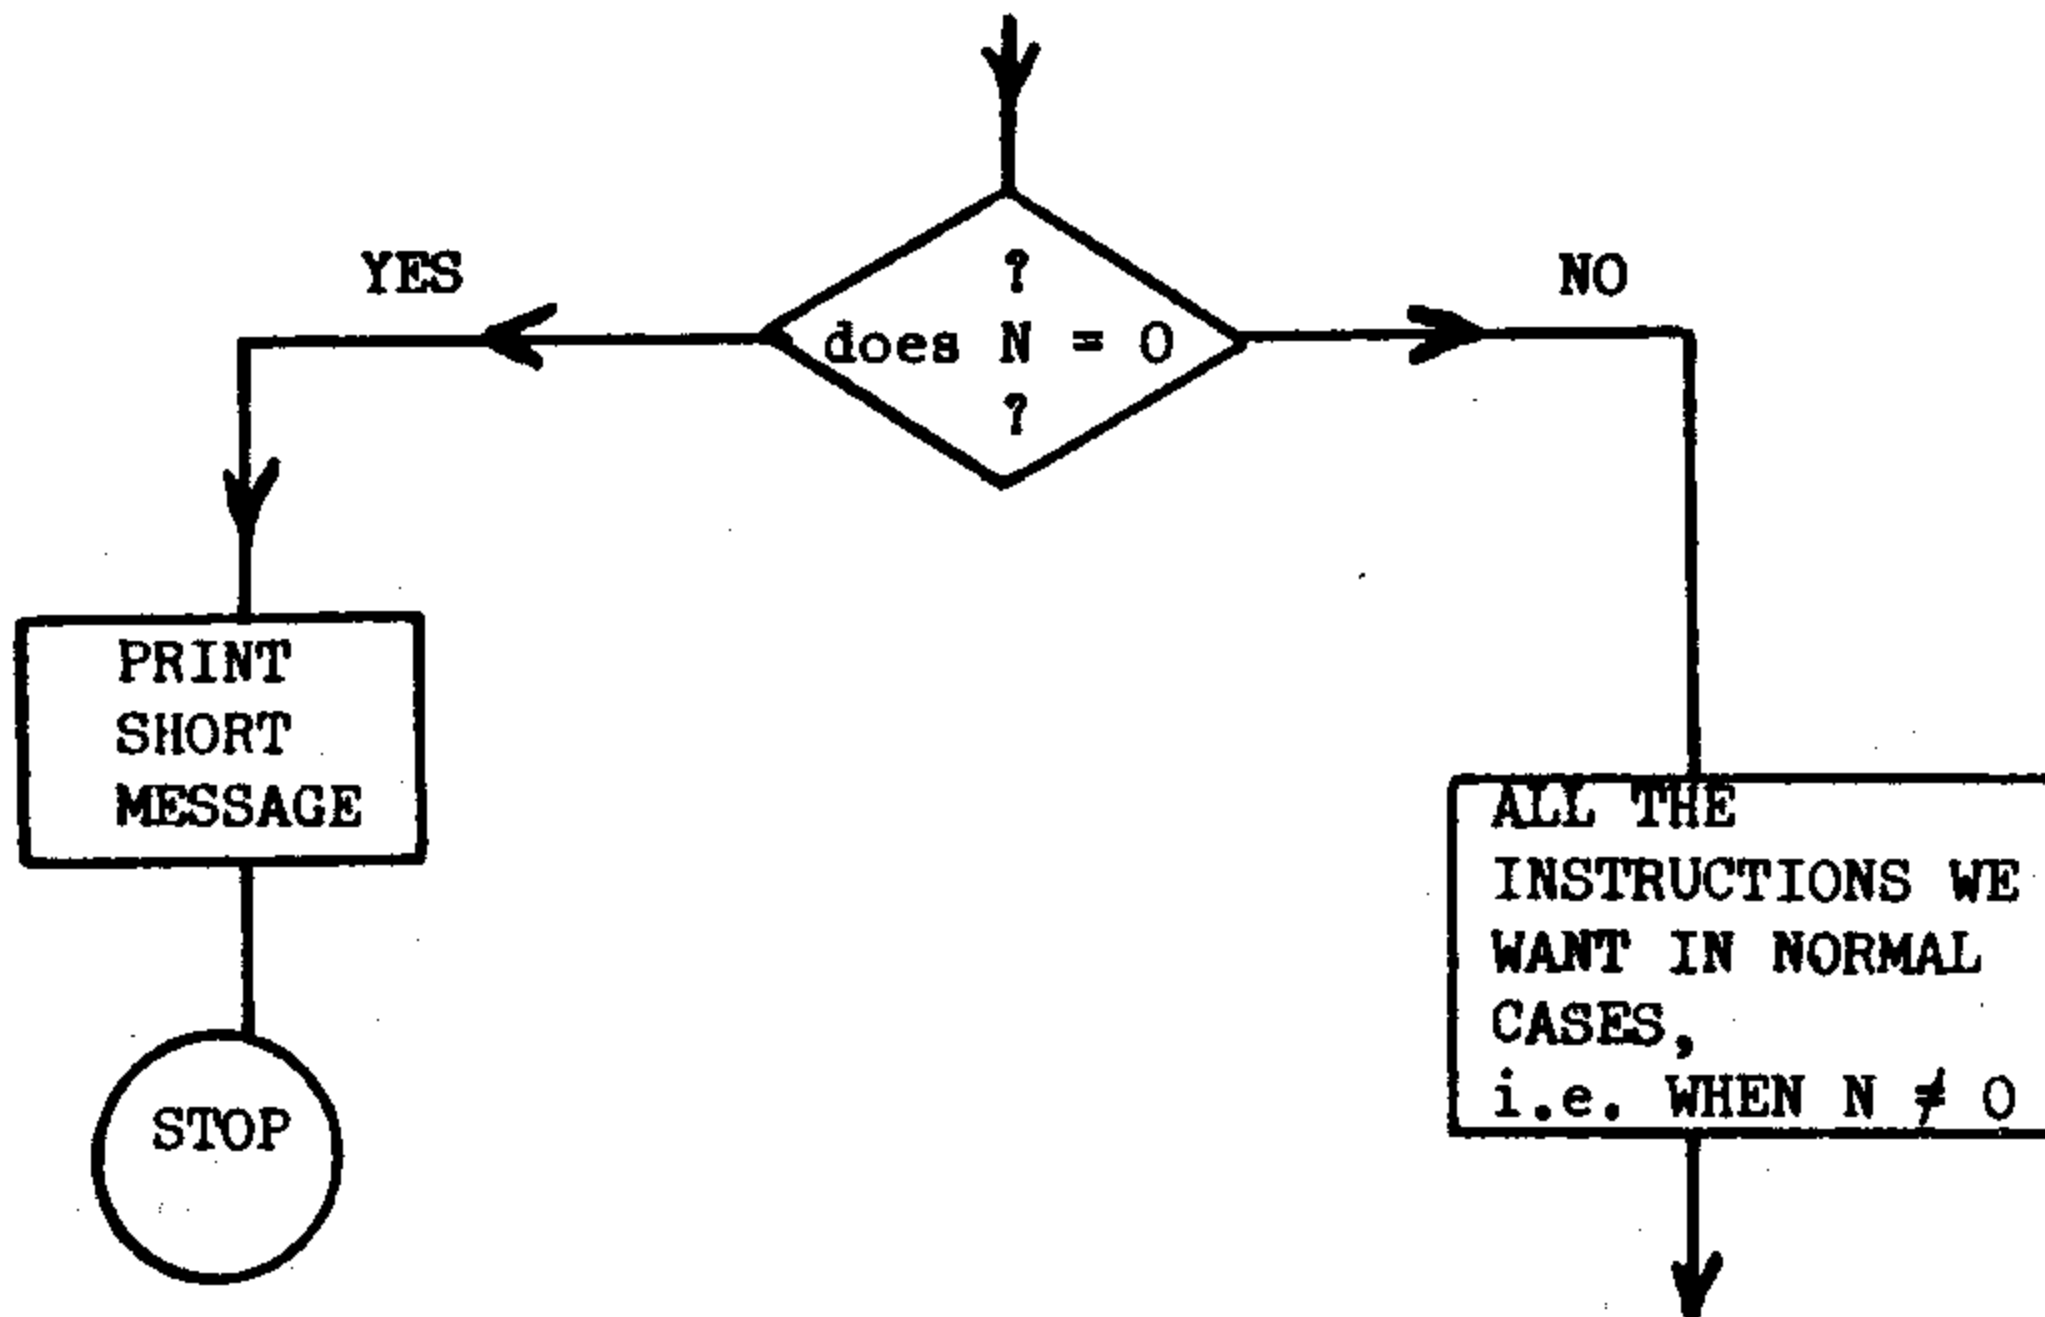 YES
?
does N = 0
?
NO
PRINT
SHORT
MESSAGE
STOP
ALL THE
INSTRUCTIONS WE
WANT IN NORMAL
CASES,
i.e. WHEN N ≠ 0